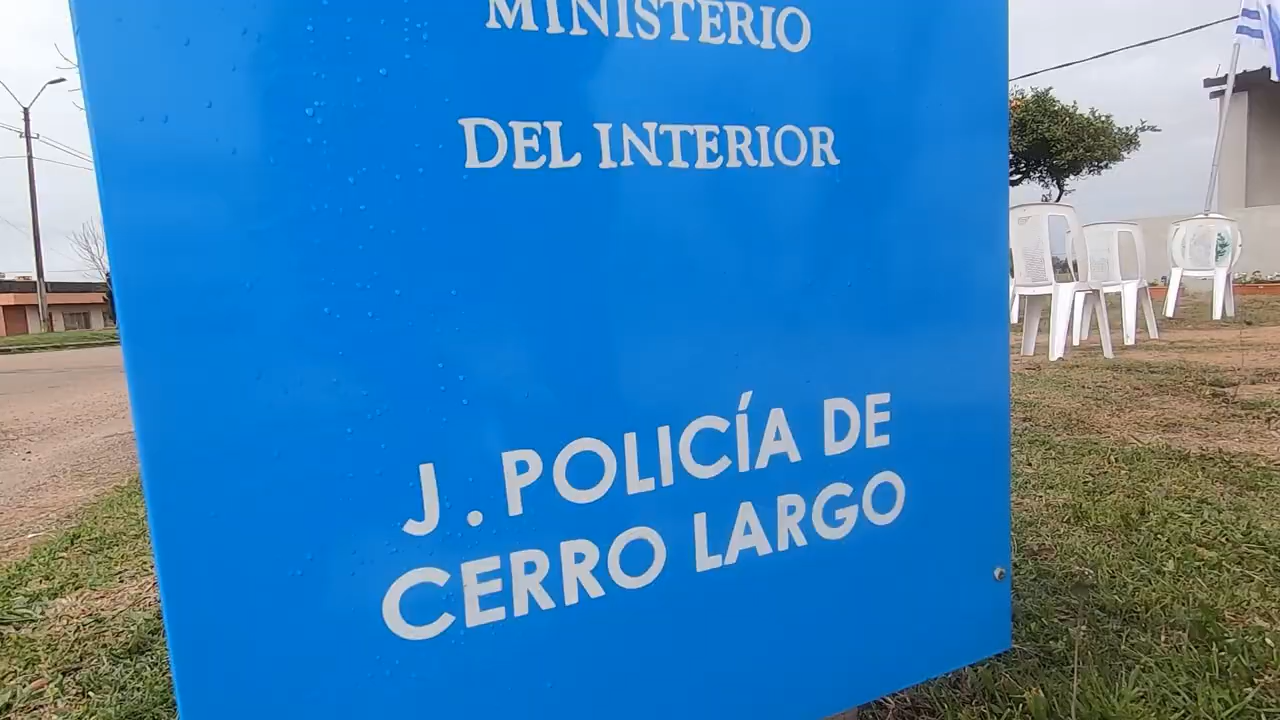 MINISTERIO
DEL INTERIOR
J. POLICÍA DE
CERRO LARGO